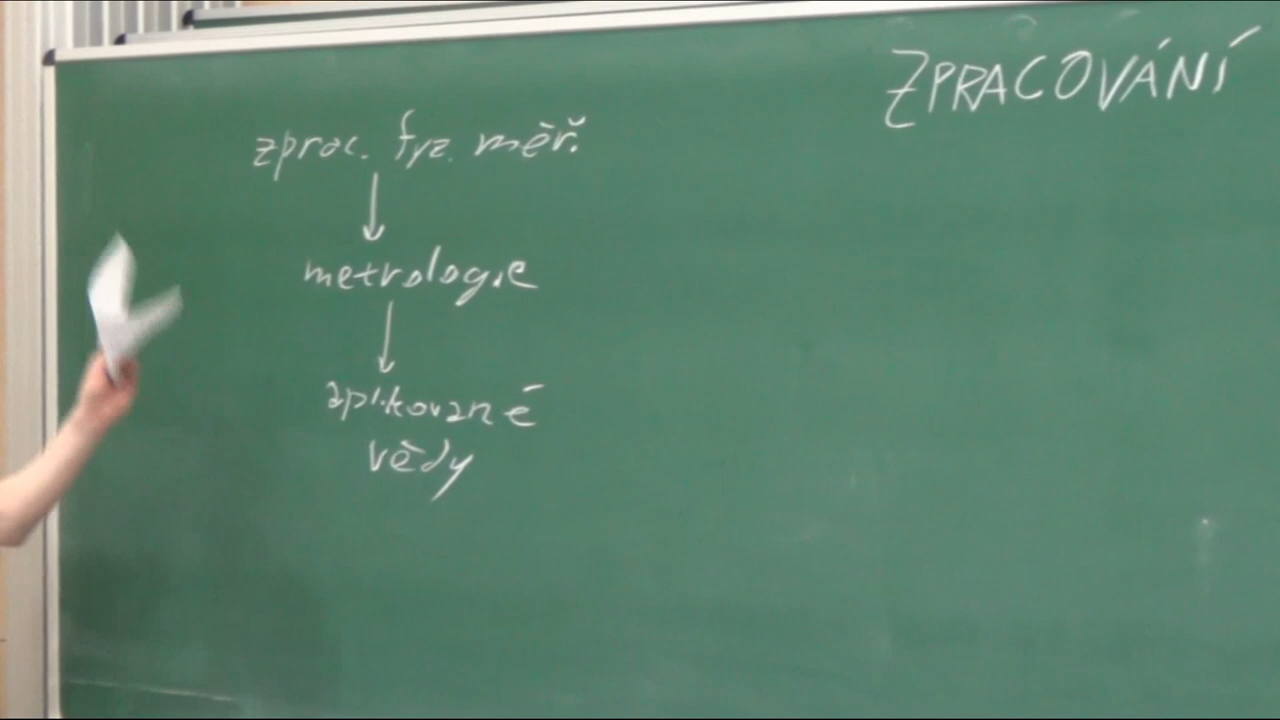 ZPRACOVÁNÍ
zprac. fyz. měř.
metrologie
aplikované
vědy